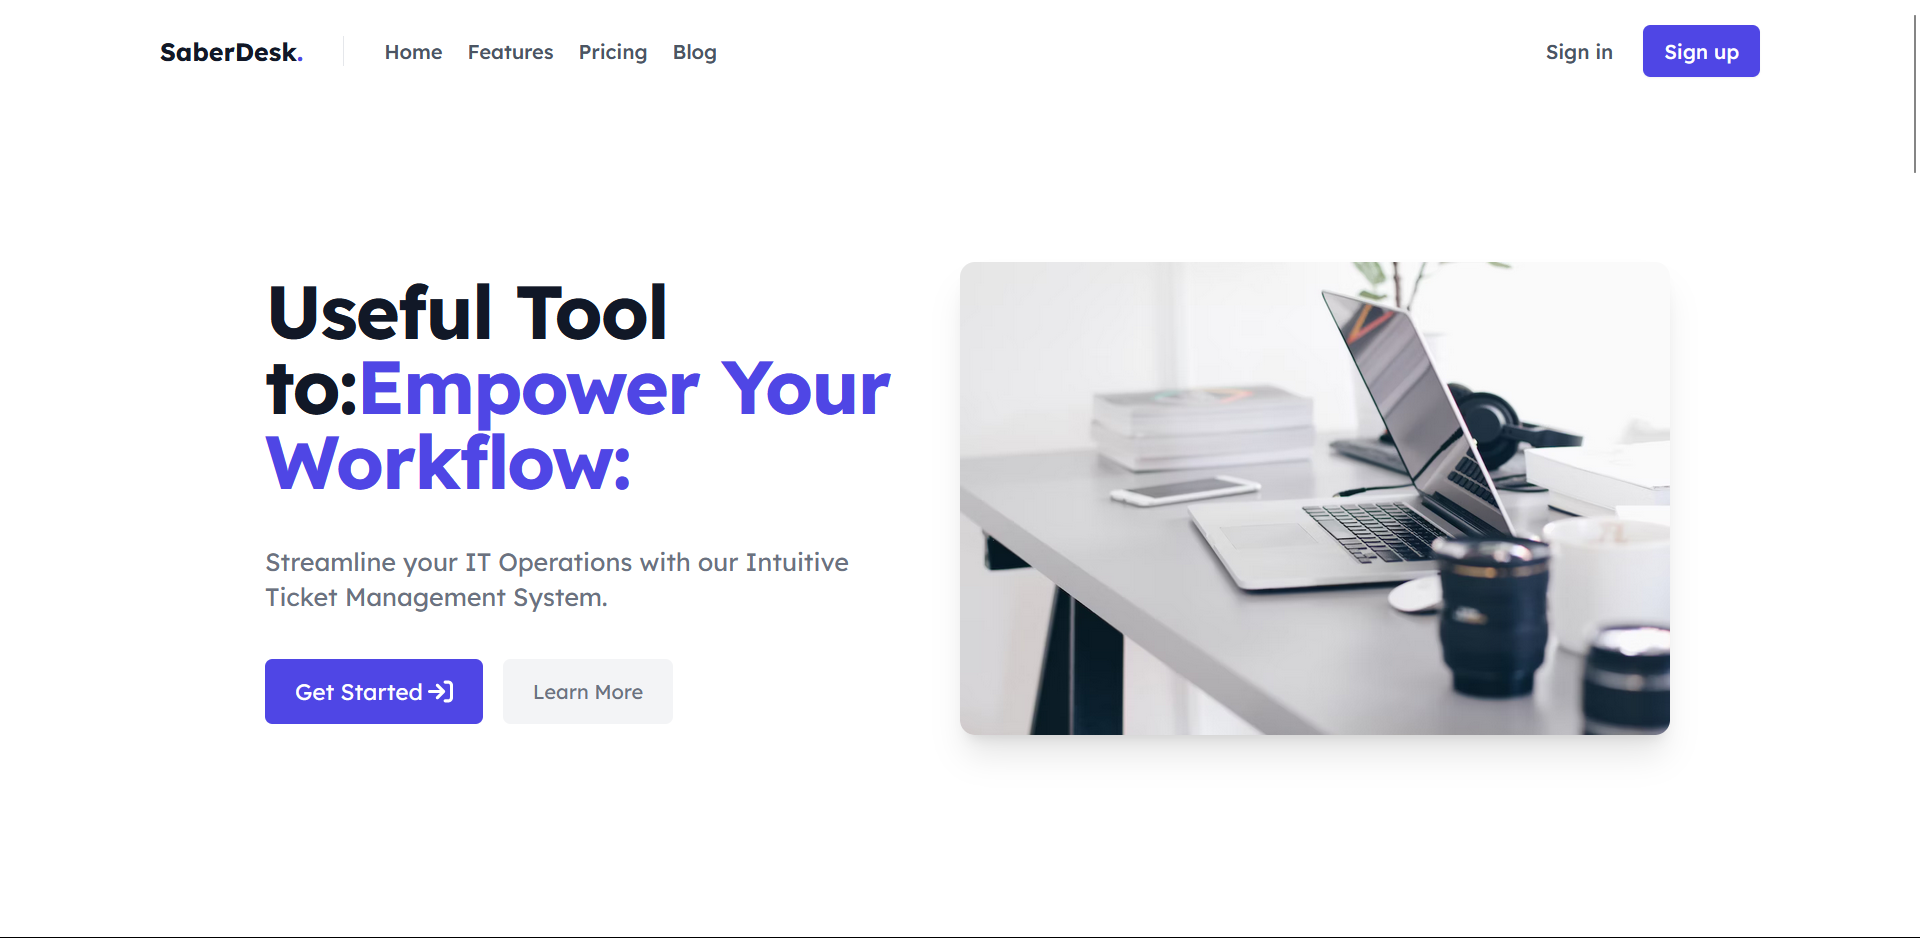 SaberDesk.
Home
Features
Pricing
Blog
Sign in
Sign up
Useful Tool
to:Empower Your
Workflow:
Streamline your IT Operations with our Intuitive
Ticket Management System.
Get Started
Learn More